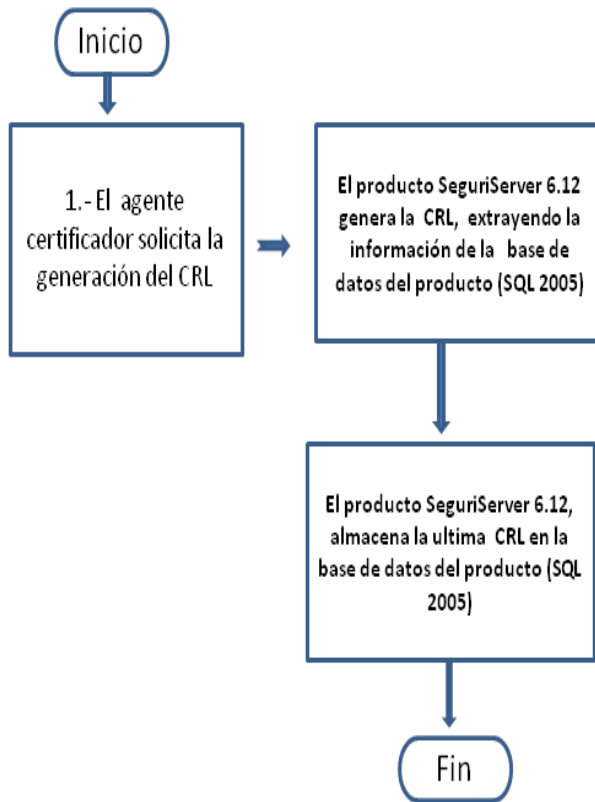 Inicio
1.- El agente
certificador solicita la
generación del CRL
El producto SeguriServer 6.12
genera la CRL, extrayendo la
información de la base de
datos del producto (SQL 2005)
El producto SeguriServer 6.12,
almacena la ultima CRL en la
base de datos del producto (SQL
2005)
Fin